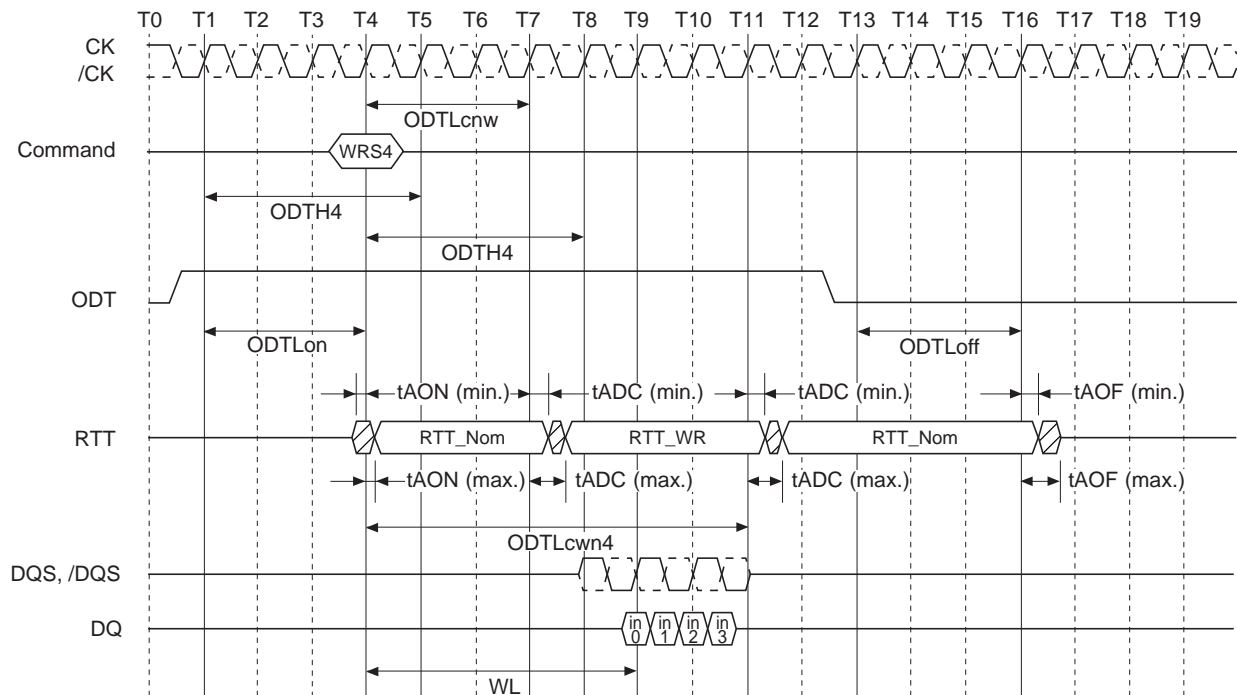 T0 T1 T2 T3 T4 T5 T6 T7 T8 T9 T10 T11 T12 T13 T14 T15 T16 T17 T18 T19
CK
/CK
ODTLcnw
Command WRS4
ODTH4
ODTH4
ODT
ODTLon ODTLoff
tAON (min.) tADC (min.) tADC (min.) tAOF (min.)
RTT RTT_Nom RTT_WR RTT_Nom
tAON (max.) tADC (max.) tADC (max.) tAOF (max.)
ODTLcwn4
DQS, /DQS
DQ in 0 in 1 in 2 in 3
WL